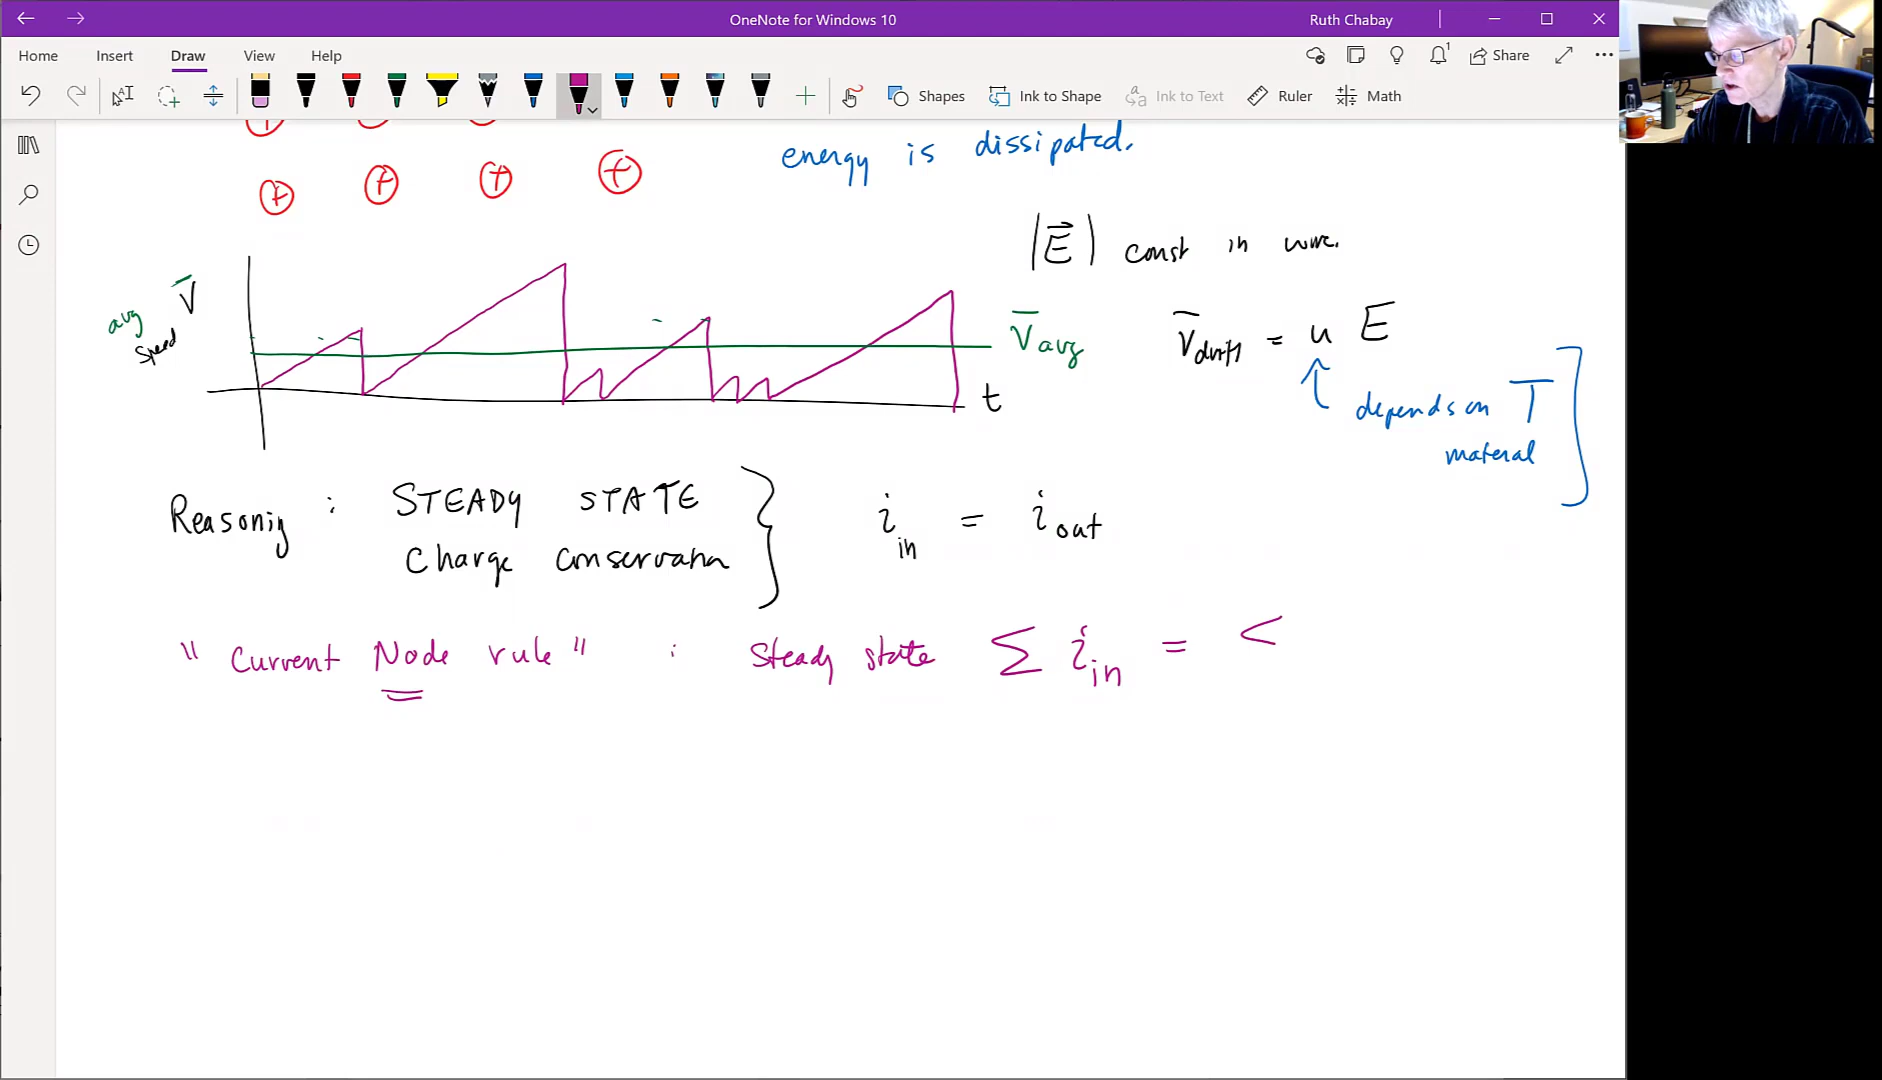 OneNote for Windows 10
Ruth Chabay
Home Insert Draw View Help
Share
Shapes Ink to Shape Ink to Text Ruler Math
energy is dissipated.
|E⃗| const in wire.
avg speed v̄
v̄ avg
t
v̄ drift = u E
depends on T
material
Reasonig : STEADY STATE
Charge conservation
i in = i out
"Current Node rule" : Steady state Σ i in = <